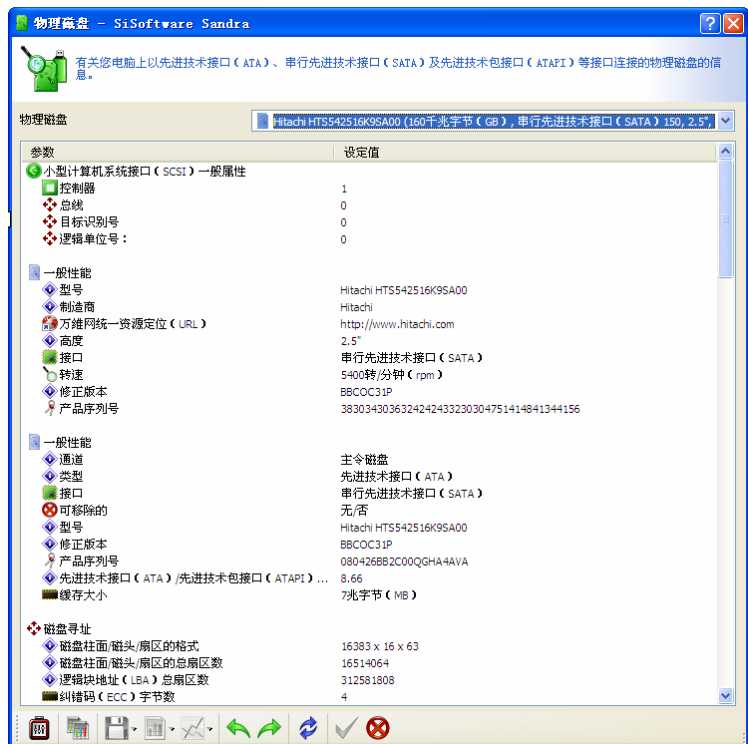 物理磁盘 - SiSoftware Sandra
有关您电脑上以先进技术接口（ATA）、串行先进技术接口（SATA）及先进技术包接口（ATAPI）等接口连接的物理磁盘的信
息。
物理磁盘 Hitachi HTS542516K9SA00 (160千兆字节（GB）, 串行先进技术接口（SATA）150, 2.5",
参数 设定值
小型计算机系统接口（SCSI）一般属性
控制器 1
总线 0
目标识别号 0
逻辑单位号： 0
一般性能
型号 Hitachi HTS542516K9SA00
制造商 Hitachi
万维网统一资源定位（URL） http://www.hitachi.com
高度 2.5"
接口 串行先进技术接口（SATA）
转速 5400转/分钟（rpm）
修正版本 BBCOC31P
产品序列号 3830343036324242433230304751414841344156
一般性能
通道 主令磁盘
类型 先进技术接口（ATA）
接口 串行先进技术接口（SATA）
可移除的 无/否
型号 Hitachi HTS542516K9SA00
修正版本 BBCOC31P
产品序列号 080426BB2C00QGHA4AVA
先进技术接口（ATA）/先进技术包接口（ATAPI）... 8.66
缓存大小 7兆字节（MB）
磁盘寻址
磁盘柱面/磁头/扇区的格式 16383 x 16 x 63
磁盘柱面/磁头/扇区的总扇区数 16514064
逻辑块地址（LBA）总扇区数 312581808
纠错码（ECC）字节数 4